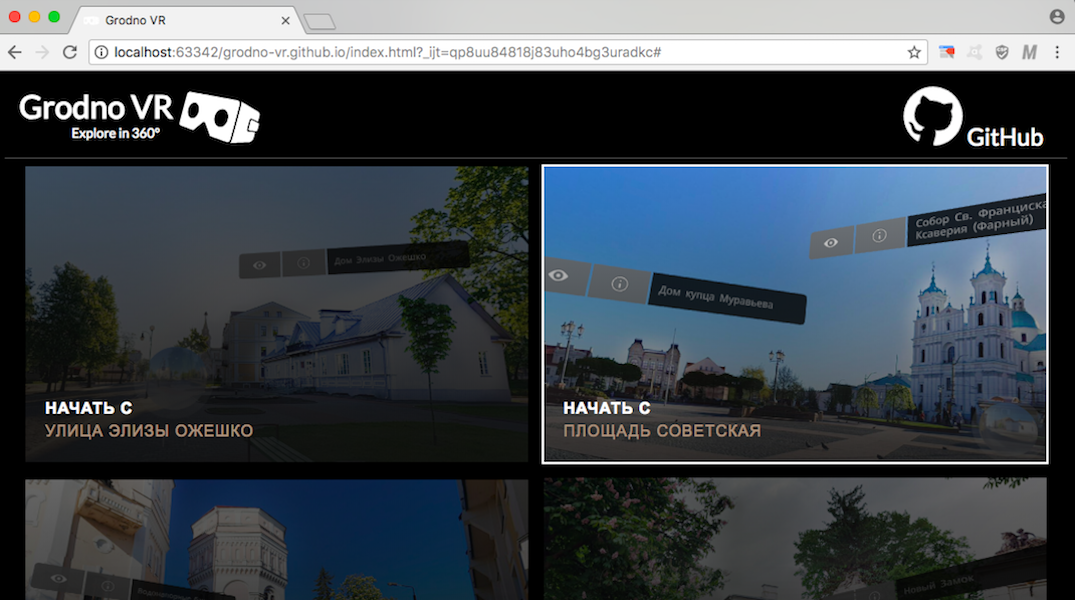 Grodno VR
localhost:63342/grodno-vr.github.io/index.html?_ijt=qp8uu84818j83uho4bg3uradkc#
M
Grodno VR
Explore in 360°
GitHub
Дом Элизы Ожешко
НАЧАТЬ С
УЛИЦА ЭЛИЗЫ ОЖЕШКО
Собор Св. Франциска
Ксаверия (Фарный)
Дом купца Муравьева
НАЧАТЬ С
ПЛОЩАДЬ СОВЕТСКАЯ
Новый Замок